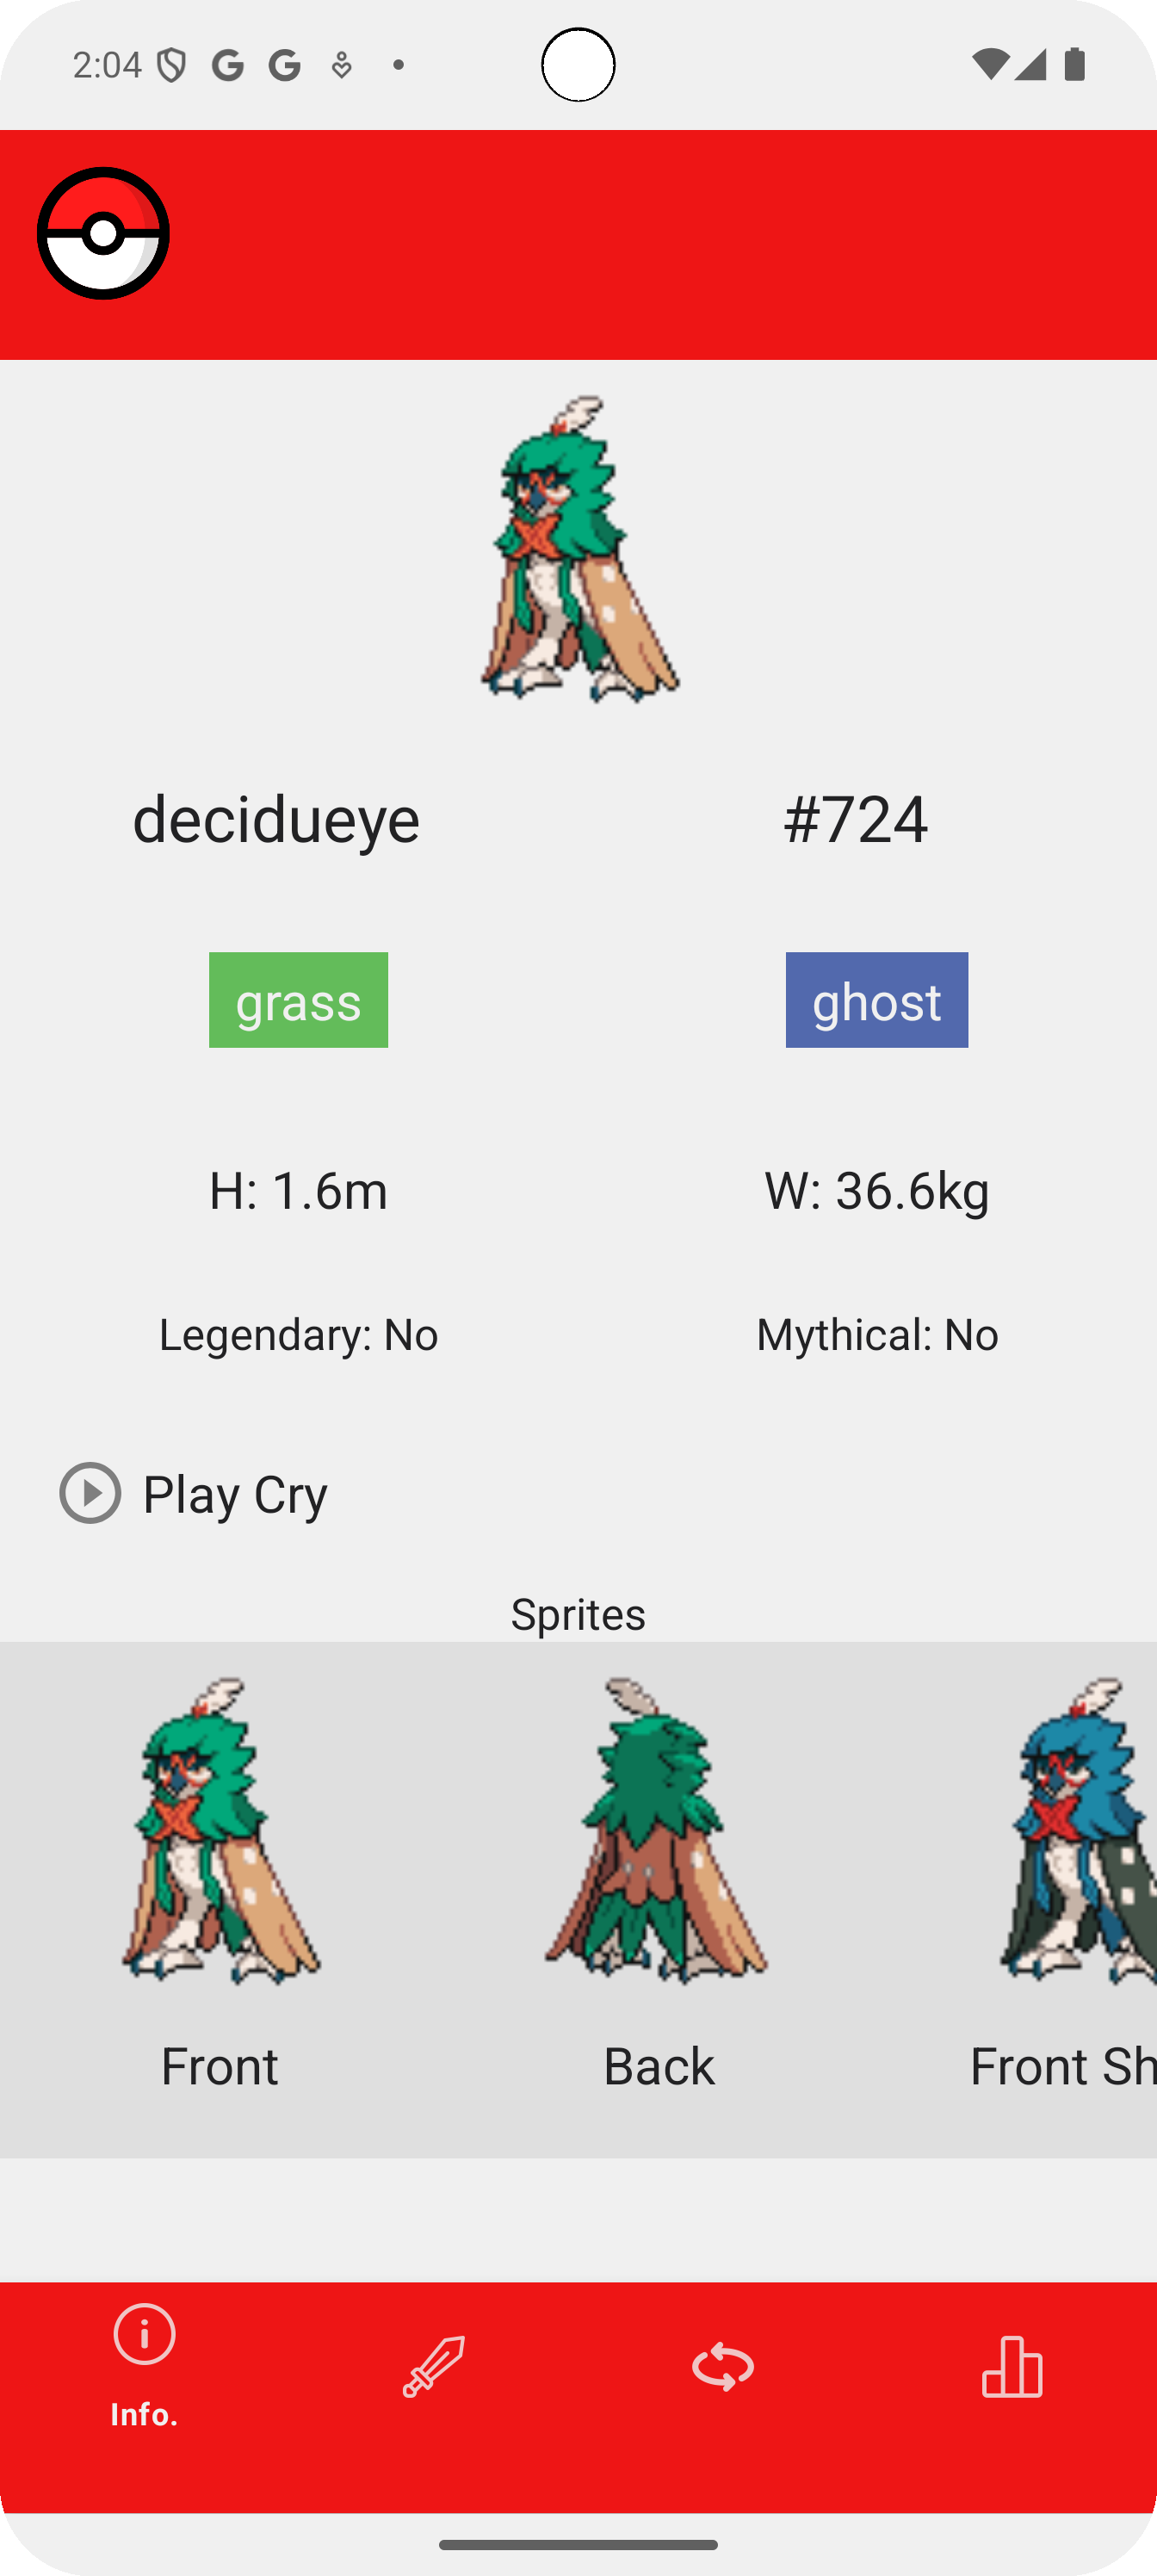 2:04
decidueye
#724
grass
ghost
H: 1.6m
W: 36.6kg
Legendary: No
Mythical: No
Play Cry
Sprites
Front
Back
Front Sh
Info.